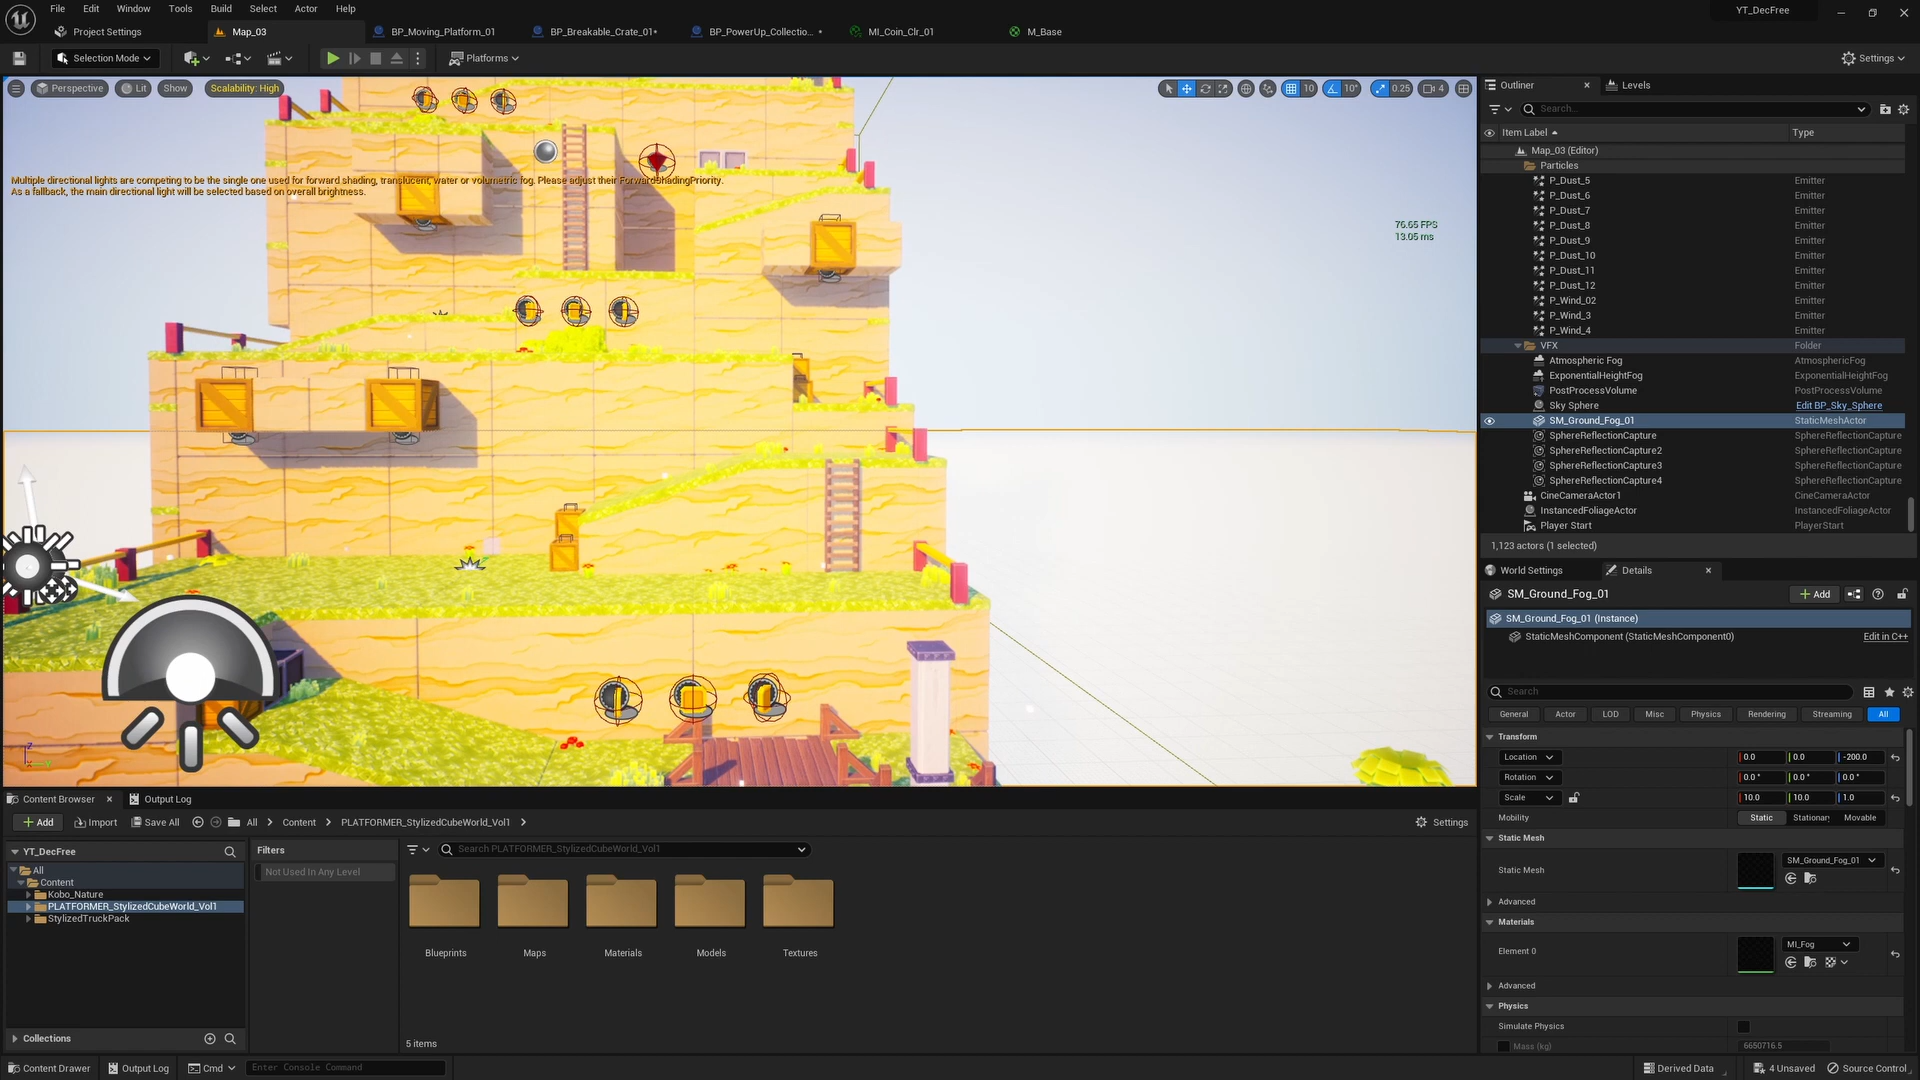 File Edit Window Tools Build Select Actor Help
YT_DecFree
Project Settings
Map_03
BP_Moving_Platform_01
BP_Breakable_Crate_01•
BP_PowerUp_Collectio... •
MI_Coin_Clr_01
M_Base
Selection Mode
Platforms
Settings
Perspective
Lit
Show
Scalability: High
10
10°
0.25
4
Multiple directional lights are competing to be the single one used for forward shading, translucent, water or volumetric fog. Please adjust their ForwardShadingPriority.
As a fallback, the main directional light will be selected based on overall brightness.
76.65 FPS
13.05 ms
Outliner
Levels
Search...
Item Label
Type
Map_03 (Editor)
Particles
P_Dust_5 Emitter
P_Dust_6 Emitter
P_Dust_7 Emitter
P_Dust_8 Emitter
P_Dust_9 Emitter
P_Dust_10 Emitter
P_Dust_11 Emitter
P_Dust_12 Emitter
P_Wind_02 Emitter
P_Wind_3 Emitter
P_Wind_4 Emitter
VFX Folder
Atmospheric Fog AtmosphericFog
ExponentialHeightFog ExponentialHeightFog
PostProcessVolume PostProcessVolume
Sky Sphere Edit BP_Sky_Sphere
SM_Ground_Fog_01 StaticMeshActor
SphereReflectionCapture SphereReflectionCapture
SphereReflectionCapture2 SphereReflectionCapture
SphereReflectionCapture3 SphereReflectionCapture
SphereReflectionCapture4 SphereReflectionCapture
CineCameraActor1 CineCameraActor
InstancedFoliageActor InstancedFoliageActor
Player Start PlayerStart
1,123 actors (1 selected)
World Settings
Details
SM_Ground_Fog_01
Add
SM_Ground_Fog_01 (Instance)
StaticMeshComponent (StaticMeshComponent0)
Edit in C++
Search
General Actor LOD Misc Physics Rendering Streaming All
Transform
Location 0.0 0.0 -200.0
Rotation 0.0 ° 0.0 ° 0.0 °
Scale 10.0 10.0 1.0
Mobility Static Stationary Movable
Static Mesh
Static Mesh
SM_Ground_Fog_01
Advanced
Materials
Element 0
MI_Fog
Advanced
Physics
Simulate Physics
Mass (kg) 6650716.5
Content Browser
Output Log
Add
Import
Save All
All
Content
PLATFORMER_StylizedCubeWorld_Vol1
Settings
YT_DecFree
All
Content
Kobo_Nature
PLATFORMER_StylizedCubeWorld_Vol1
StylizedTruckPack
Collections
Filters
Not Used In Any Level
Search PLATFORMER_StylizedCubeWorld_Vol1
Blueprints
Maps
Materials
Models
Textures
5 items
Content Drawer
Output Log
Cmd
Enter Console Command
Derived Data
4 Unsaved
Source Control